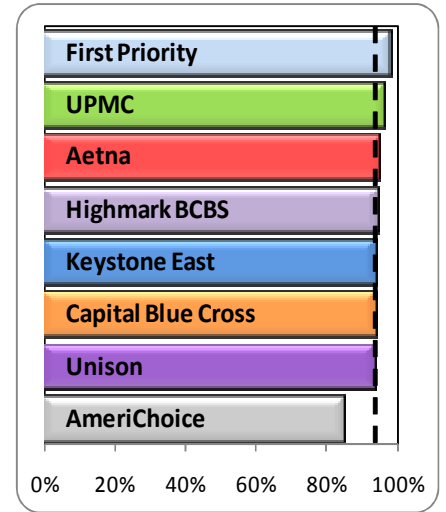 First Priority
UPMC
Aetna
Highmark BCBS
Keystone East
Capital Blue Cross
Unison
AmeriChoice
0% 20% 40% 60% 80% 100%